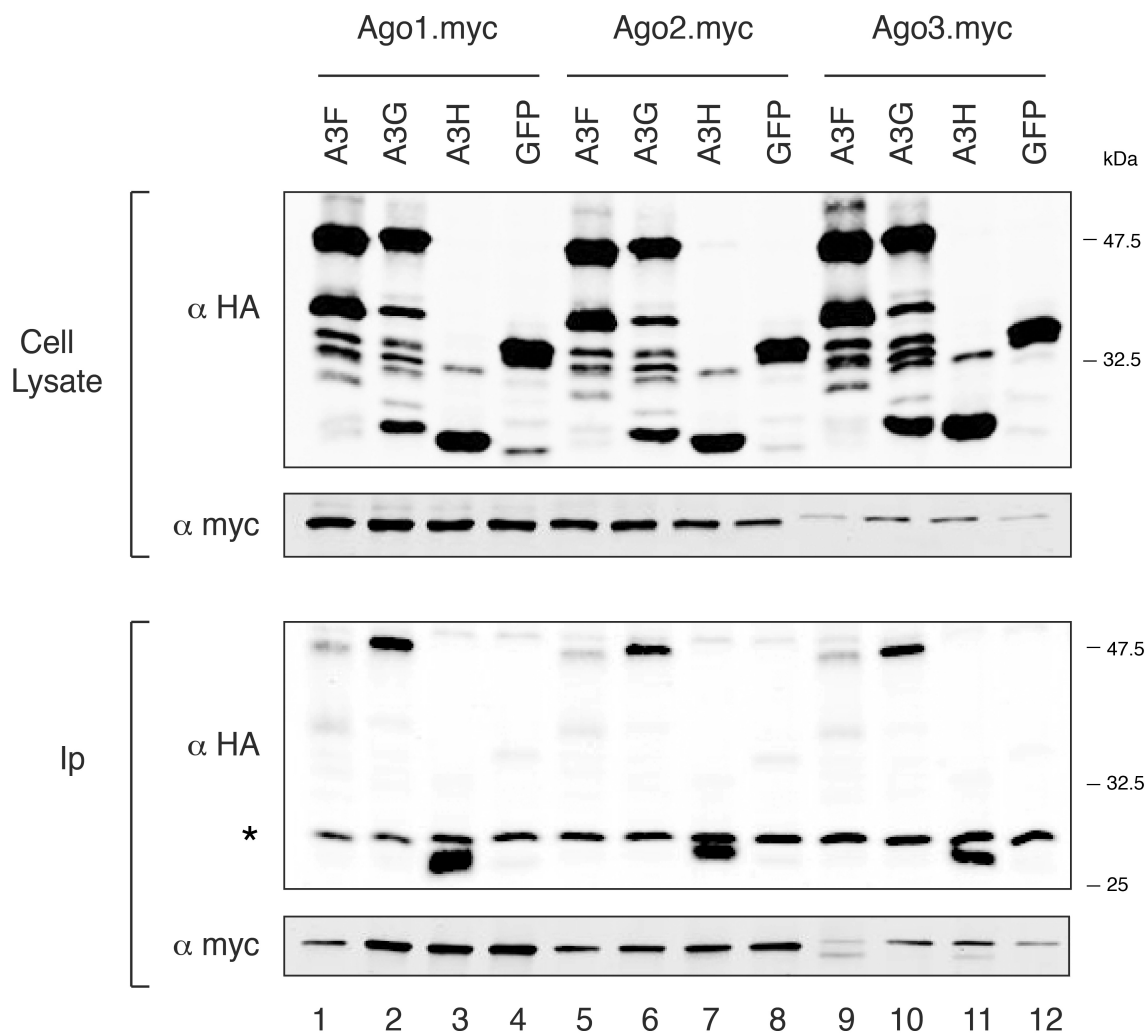 Ago1.myc Ago2.myc Ago3.myc
A3F A3G A3H GFP A3F A3G A3H GFP A3F A3G A3H GFP
kDa
47.5
α HA
Cell
Lysate
32.5
α myc
47.5
α HA
Ip
32.5
*
25
α myc
1 2 3 4 5 6 7 8 9 10 11 12